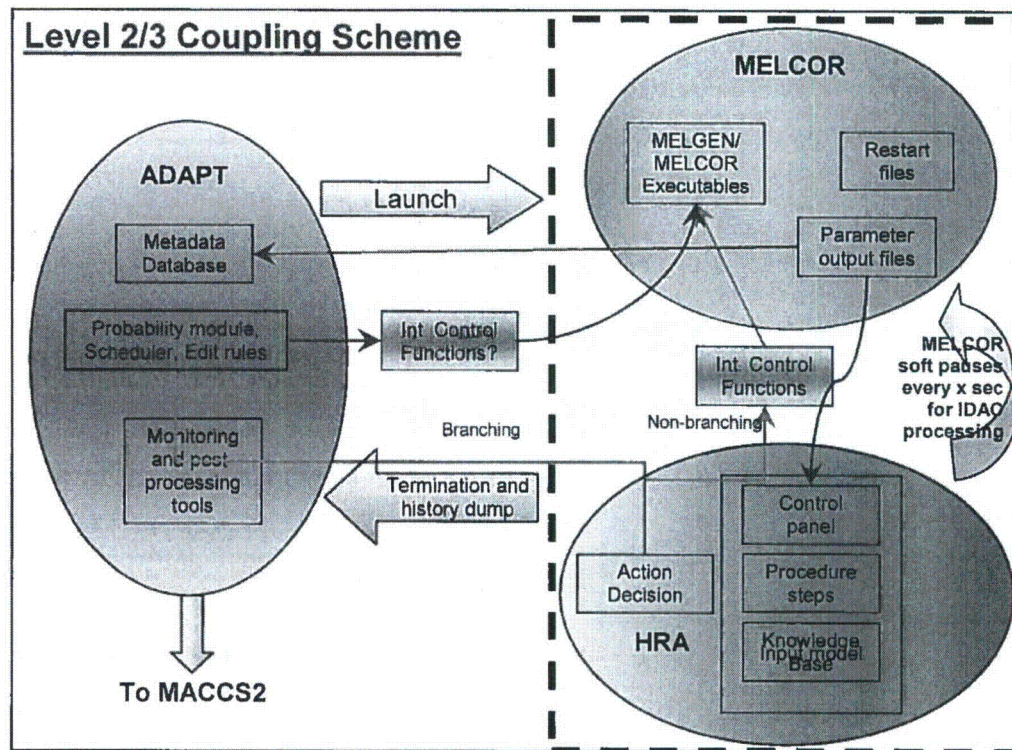 Level 2/3 Coupling Scheme
ADAPT
Metadata
Database
Probability module,
Scheduler, Edit rules
Monitoring
and post
processing
tools
To MACCS2
Launch
Int. Control
Functions?
Branching
Termination and
history dump
MELCOR
MELGEN/
MELCOR
Executables
Restart
files
Parameter
output files
Int. Control
Functions
Non-branching
MELCOR
soft pauses
every x sec
for IDAC
processing
Control
panel
Action
Decision
Procedure
steps
HRA
Knowledge
Input model
Base